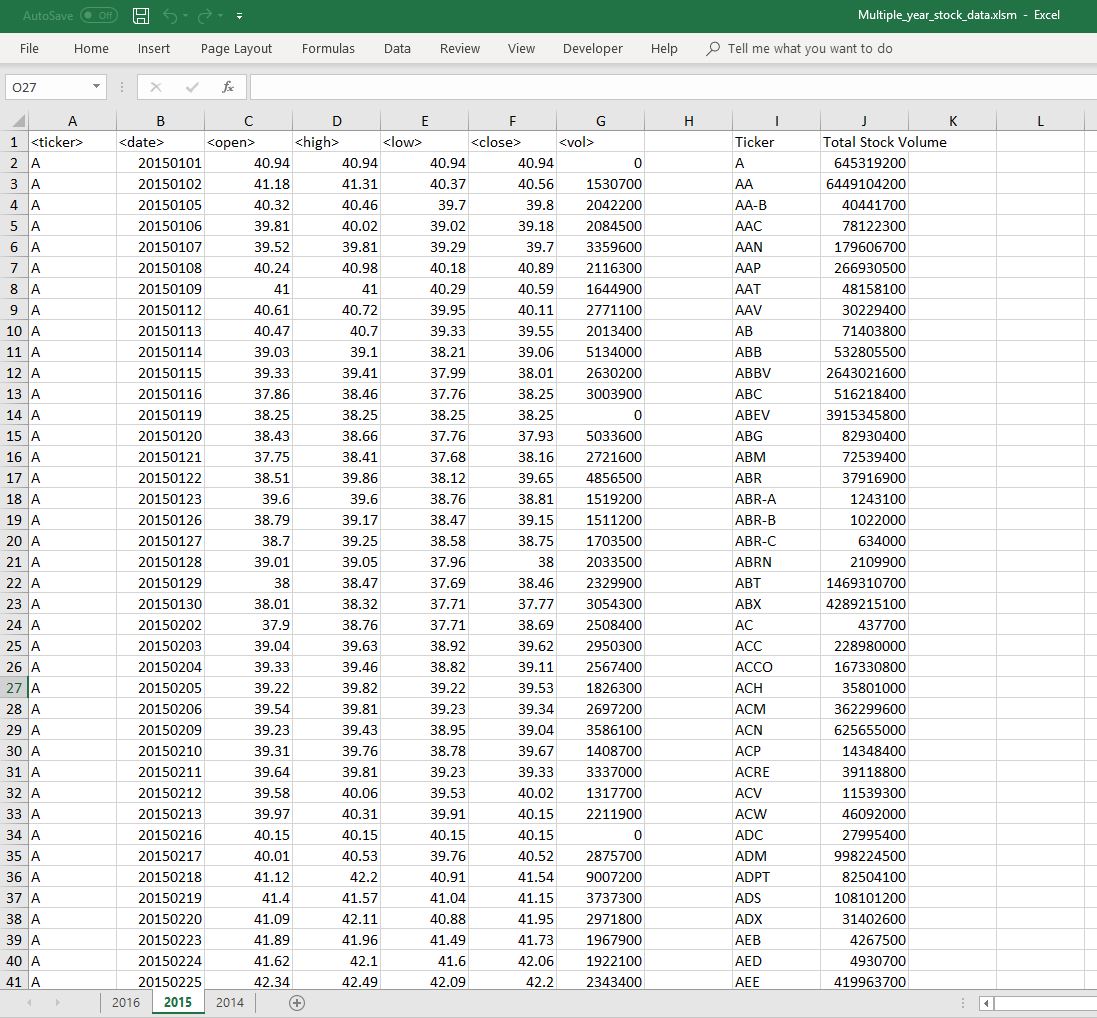 AutoSave Off Multiple_year_stock_data.xlsm - Excel
File Home Insert Page Layout Formulas Data Review View Developer Help Tell me what you want to do
O27 fx
A B C D E F G H I J K L
1 <ticker> <date> <open> <high> <low> <close> <vol> Ticker Total Stock Volume
2 A 20150101 40.94 40.94 40.94 40.94 0 A 645319200
3 A 20150102 41.18 41.31 40.37 40.56 1530700 AA 6449104200
4 A 20150105 40.32 40.46 39.7 39.8 2042200 AA-B 40441700
5 A 20150106 39.81 40.02 39.02 39.18 2084500 AAC 78122300
6 A 20150107 39.52 39.81 39.29 39.7 3359600 AAN 179606700
7 A 20150108 40.24 40.98 40.18 40.89 2116300 AAP 266930500
8 A 20150109 41 41 40.29 40.59 1644900 AAT 48158100
9 A 20150112 40.61 40.72 39.95 40.11 2771100 AAV 30229400
10 A 20150113 40.47 40.7 39.33 39.55 2013400 AB 71403800
11 A 20150114 39.03 39.1 38.21 39.06 5134000 ABB 532805500
12 A 20150115 39.33 39.41 37.99 38.01 2630200 ABBV 2643021600
13 A 20150116 37.86 38.46 37.76 38.25 3003900 ABC 516218400
14 A 20150119 38.25 38.25 38.25 38.25 0 ABEV 3915345800
15 A 20150120 38.43 38.66 37.76 37.93 5033600 ABG 82930400
16 A 20150121 37.75 38.41 37.68 38.16 2721600 ABM 72539400
17 A 20150122 38.51 39.86 38.12 39.65 4856500 ABR 37916900
18 A 20150123 39.6 39.6 38.76 38.81 1519200 ABR-A 1243100
19 A 20150126 38.79 39.17 38.47 39.15 1511200 ABR-B 1022000
20 A 20150127 38.7 39.25 38.58 38.75 1703500 ABR-C 634000
21 A 20150128 39.01 39.05 37.96 38 2033500 ABRN 2109900
22 A 20150129 38 38.47 37.69 38.46 2329900 ABT 1469310700
23 A 20150130 38.01 38.32 37.71 37.77 3054300 ABX 4289215100
24 A 20150202 37.9 38.76 37.71 38.69 2508400 AC 437700
25 A 20150203 39.04 39.63 38.92 39.62 2950300 ACC 228980000
26 A 20150204 39.33 39.46 38.82 39.11 2567400 ACCO 167330800
27 A 20150205 39.22 39.82 39.22 39.53 1826300 ACH 35801000
28 A 20150206 39.54 39.81 39.23 39.34 2697200 ACM 362299600
29 A 20150209 39.23 39.43 38.95 39.04 3586100 ACN 625655000
30 A 20150210 39.31 39.76 38.78 39.67 1408700 ACP 14348400
31 A 20150211 39.64 39.81 39.23 39.33 3337000 ACRE 39118800
32 A 20150212 39.58 40.06 39.53 40.02 1317700 ACV 11539300
33 A 20150213 39.97 40.31 39.91 40.15 2211900 ACW 46092000
34 A 20150216 40.15 40.15 40.15 40.15 0 ADC 27995400
35 A 20150217 40.01 40.53 39.76 40.52 2875700 ADM 998224500
36 A 20150218 41.12 42.2 40.91 41.54 9007200 ADPT 82504100
37 A 20150219 41.4 41.57 41.04 41.15 3737300 ADS 108101200
38 A 20150220 41.09 42.11 40.88 41.95 2971800 ADX 31402600
39 A 20150223 41.89 41.96 41.49 41.73 1967900 AEB 4267500
40 A 20150224 41.62 42.1 41.6 42.06 1922100 AED 4930700
41 A 20150225 42.34 42.49 42.09 42.2 2343400 AEE 419963700
2016 2015 2014